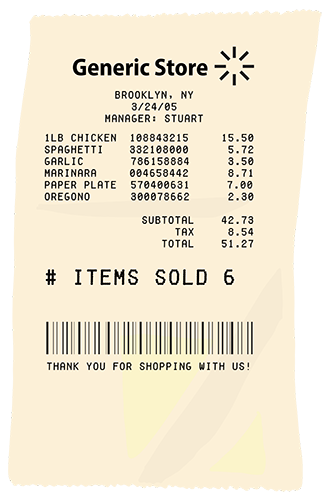 Generic Store
BROOKLYN, NY
3/24/05
MANAGER: STUART
1LB CHICKEN 108843215 15.50
SPAGHETTI 332108000 5.72
GARLIC 786158884 3.50
MARINARA 004658442 8.71
PAPER PLATE 570400631 7.00
OREGONO 300078662 2.30
SUBTOTAL 42.73
TAX 8.54
TOTAL 51.27
# ITEMS SOLD 6
THANK YOU FOR SHOPPING WITH US!